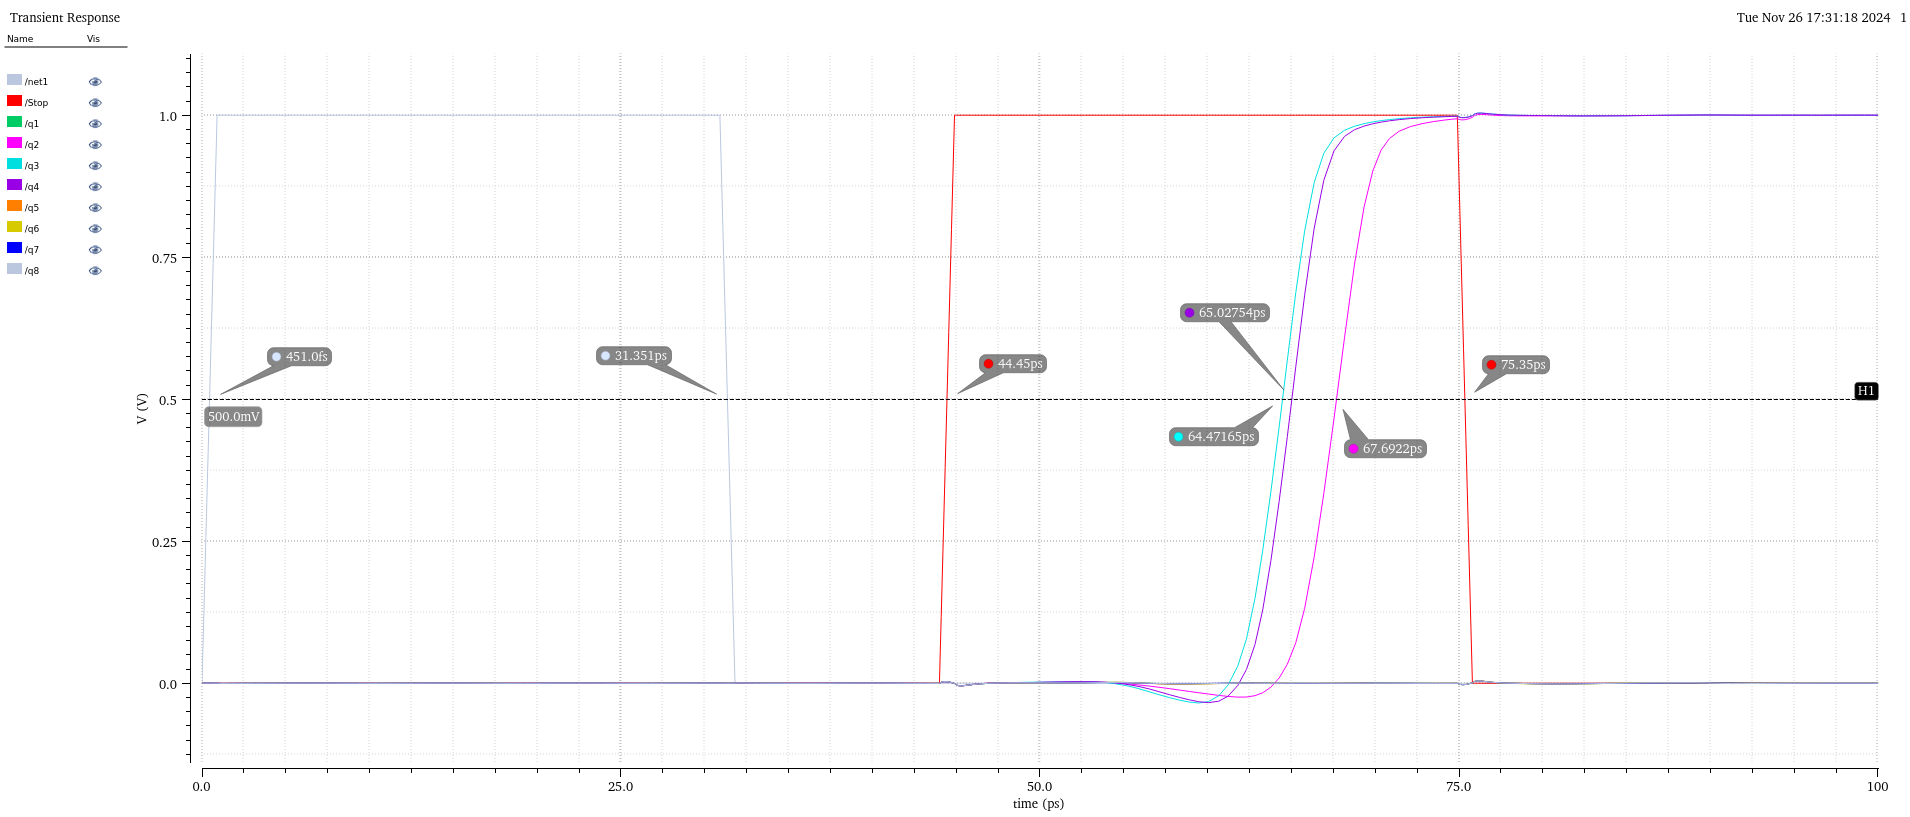 Transient Response
Tue Nov 26 17:31:18 2024 1
Name Vis
/net1
/Stop
/q1
/q2
/q3
/q4
/q5
/q6
/q7
/q8
V (V)
1.0
0.75
0.5
0.25
0.0
451.0fs
31.351ps
44.45ps
65.02754ps
75.35ps
H1
500.0mV
64.47165ps
67.6922ps
0.0 25.0 50.0 75.0 100
time (ps)